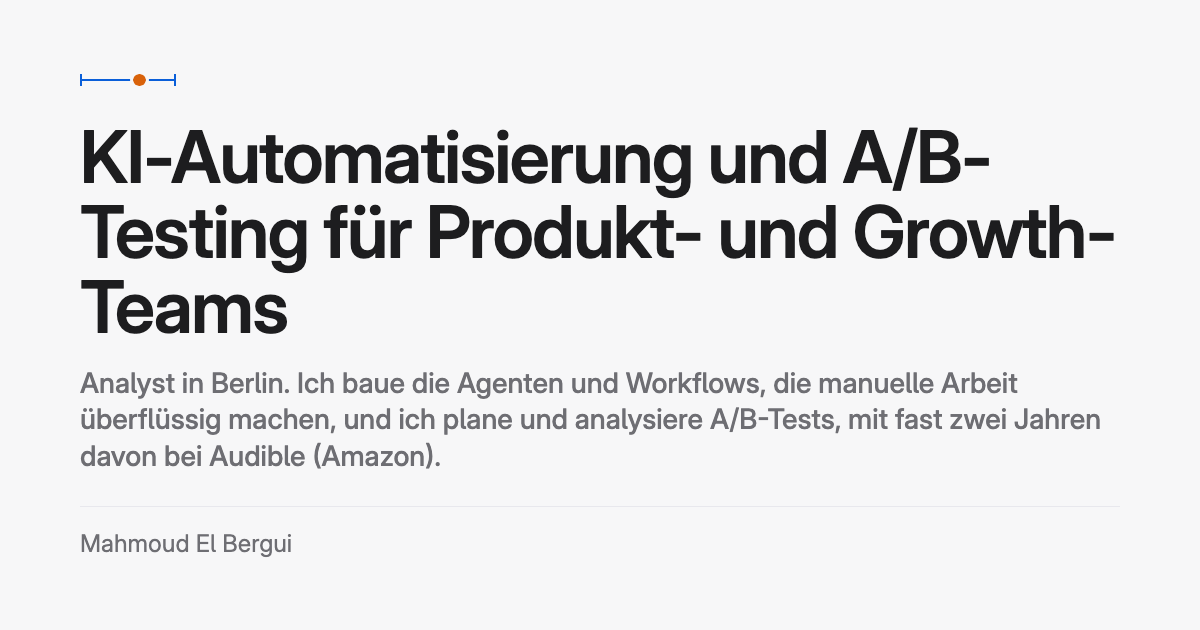 KI-Automatisierung und A/B-
Testing für Produkt- und Growth-
Teams
Analyst in Berlin. Ich baue die Agenten und Workflows, die manuelle Arbeit
überflüssig machen, und ich plane und analysiere A/B-Tests, mit fast zwei Jahren
davon bei Audible (Amazon).
Mahmoud El Bergui